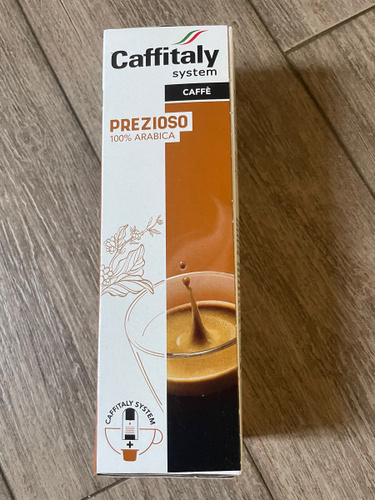 Caffitaly
system
CAFFÈ
PREZIOSO
100% ARABICA
CAFFITALY SYSTEM